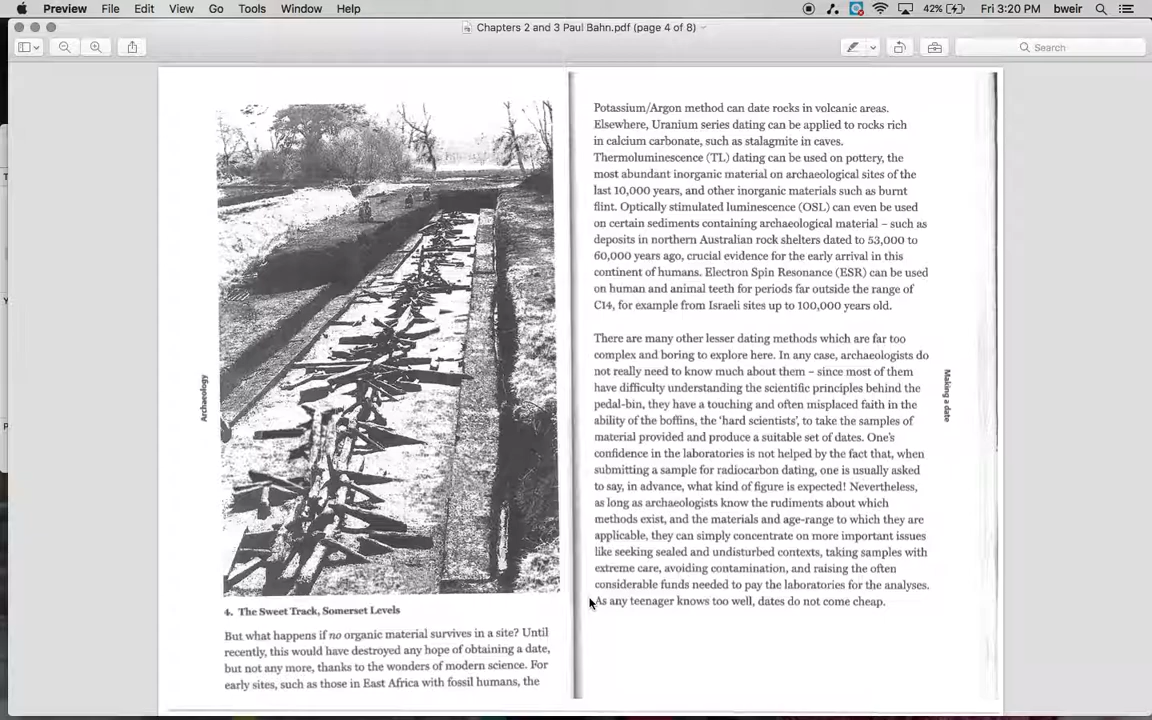 Preview File Edit View Go Tools Window Help 42% Fri 3:20 PM bweir
Chapters 2 and 3 Paul Bahn.pdf (page 4 of 8)
Search
Archaeology
4. The Sweet Track, Somerset Levels
But what happens if no organic material survives in a site? Until
recently, this would have destroyed any hope of obtaining a date,
but not any more, thanks to the wonders of modern science. For
early sites, such as those in East Africa with fossil humans, the
Potassium/Argon method can date rocks in volcanic areas.
Elsewhere, Uranium series dating can be applied to rocks rich
in calcium carbonate, such as stalagmite in caves.
Thermoluminescence (TL) dating can be used on pottery, the
most abundant inorganic material on archaeological sites of the
last 10,000 years, and other inorganic materials such as burnt
flint. Optically stimulated luminescence (OSL) can even be used
on certain sediments containing archaeological material – such as
deposits in northern Australian rock shelters dated to 53,000 to
60,000 years ago, crucial evidence for the early arrival in this
continent of humans. Electron Spin Resonance (ESR) can be used
on human and animal teeth for periods far outside the range of
C14, for example from Israeli sites up to 100,000 years old.
There are many other lesser dating methods which are far too
complex and boring to explore here. In any case, archaeologists do
not really need to know much about them – since most of them
have difficulty understanding the scientific principles behind the
pedal-bin, they have a touching and often misplaced faith in the
ability of the boffins, the 'hard scientists', to take the samples of
material provided and produce a suitable set of dates. One's
confidence in the laboratories is not helped by the fact that, when
submitting a sample for radiocarbon dating, one is usually asked
to say, in advance, what kind of figure is expected! Nevertheless,
as long as archaeologists know the rudiments about which
methods exist, and the materials and age-range to which they are
applicable, they can simply concentrate on more important issues
like seeking sealed and undisturbed contexts, taking samples with
extreme care, avoiding contamination, and raising the often
considerable funds needed to pay the laboratories for the analyses.
As any teenager knows too well, dates do not come cheap.
Making a date